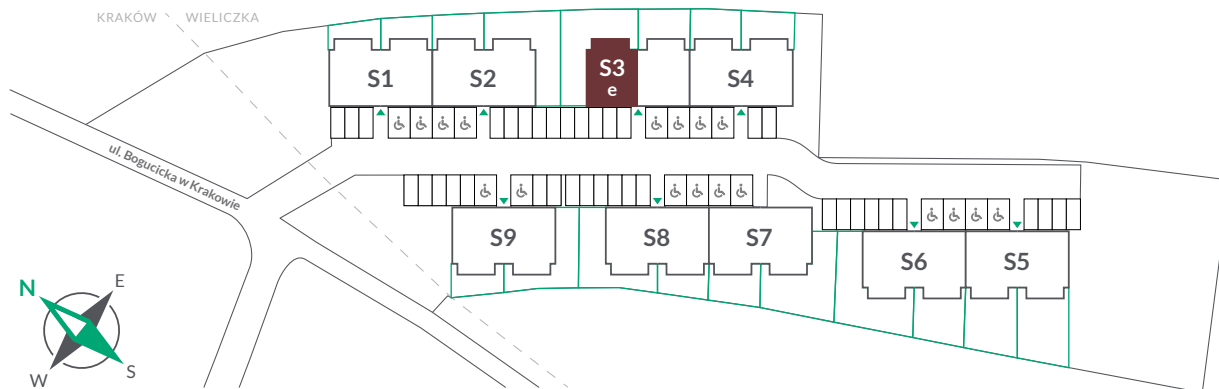 KRAKÓW WIELICZKA
S1
S2
S3
e
S4
ul. Bogucicka w Krakowie
S9
S8
S7
S6
S5
N
E
W
S